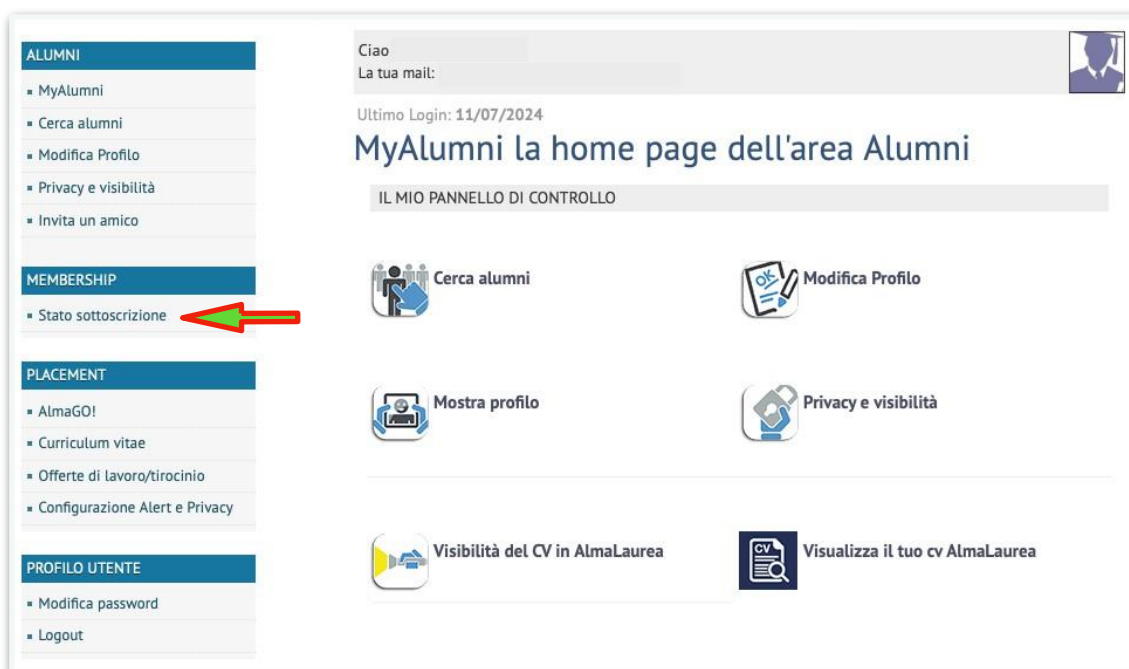 ALUMNI
MyAlumni
Cerca alumni
Modifica Profilo
Privacy e visibilità
Invita un amico
MEMBERSHIP
Stato sottoscrizione
PLACEMENT
AlmaGO!
Curriculum vitae
Offerte di lavoro/tirocinio
Configurazione Alert e Privacy
PROFILO UTENTE
Modifica password
Logout
Ciao
La tua mail:
Ultimo Login: 11/07/2024
MyAlumni la home page dell'area Alumni
IL MIO PANNELLO DI CONTROLLO
Cerca alumni
OK
Modifica Profilo
Mostra profilo
Privacy e visibilità
Visibilità del CV in AlmaLaurea
CV
Visualizza il tuo cv AlmaLaurea